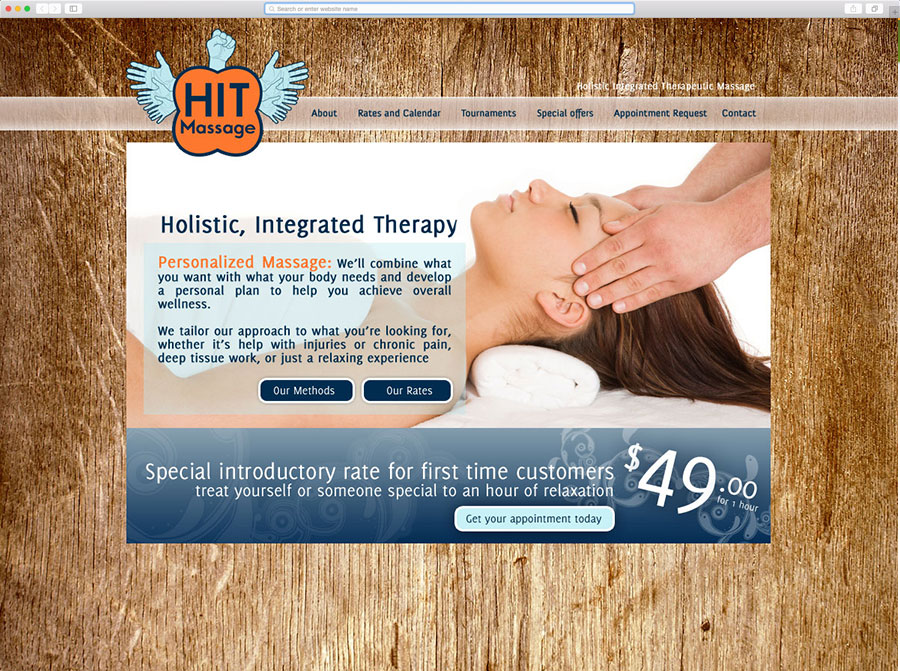 Search or enter website name
HIT
Massage
Holistic Integrated Therapeutic Massage
About Rates and Calendar Tournaments Special offers Appointment Request Contact
Holistic, Integrated Therapy
Personalized Massage: We'll combine what
you want with what your body needs and develop
a personal plan to help you achieve overall
wellness.
We tailor our approach to what you're looking for,
whether it's help with injuries or chronic pain,
deep tissue work, or just a relaxing experience
Our Methods Our Rates
Special introductory rate for first time customers
treat yourself or someone special to an hour of relaxation
$49.00
for 1 hour
Get your appointment today